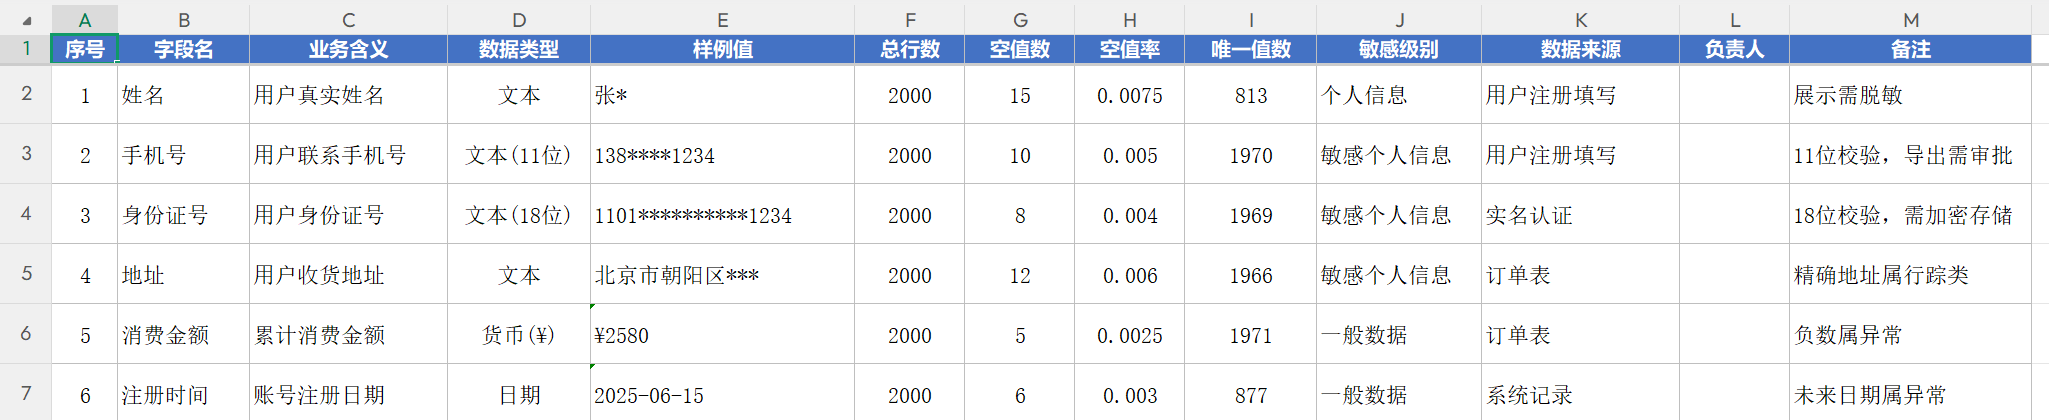 A B C D E F G H I J K L M
1 序号 字段名 业务含义 数据类型 样例值 总行数 空值数 空值率 唯一值数 敏感级别 数据来源 负责人 备注
2 1 姓名 用户真实姓名 文本 张* 2000 15 0.0075 813 个人信息 用户注册填写 展示需脱敏
3 2 手机号 用户联系手机号 文本(11位) 138****1234 2000 10 0.005 1970 敏感个人信息 用户注册填写 11位校验，导出需审批
4 3 身份证号 用户身份证号 文本(18位) 1101**********1234 2000 8 0.004 1969 敏感个人信息 实名认证 18位校验，需加密存储
5 4 地址 用户收货地址 文本 北京市朝阳区*** 2000 12 0.006 1966 敏感个人信息 订单表 精确地址属行踪类
6 5 消费金额 累计消费金额 货币(¥) ¥2580 2000 5 0.0025 1971 一般数据 订单表 负数属异常
7 6 注册时间 账号注册日期 日期 2025-06-15 2000 6 0.003 877 一般数据 系统记录 未来日期属异常